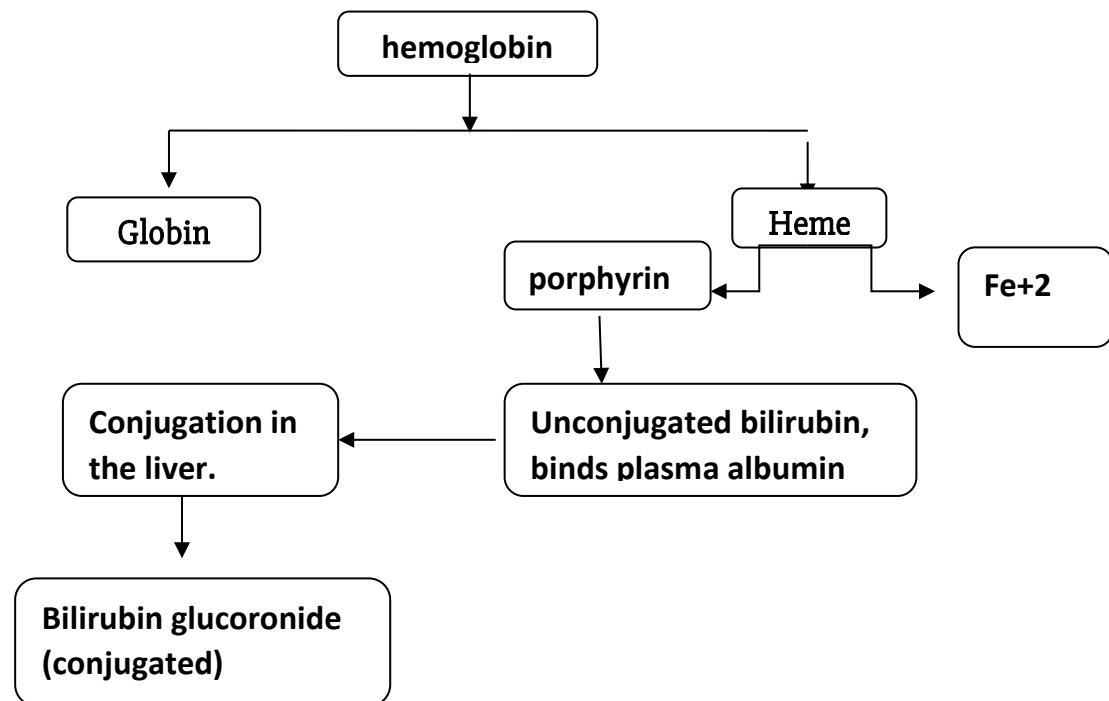 hemoglobin
Globin
Heme
porphyrin
Fe+2
Conjugation in
the liver.
Unconjugated bilirubin,
binds plasma albumin
Bilirubin glucoronide
(conjugated)